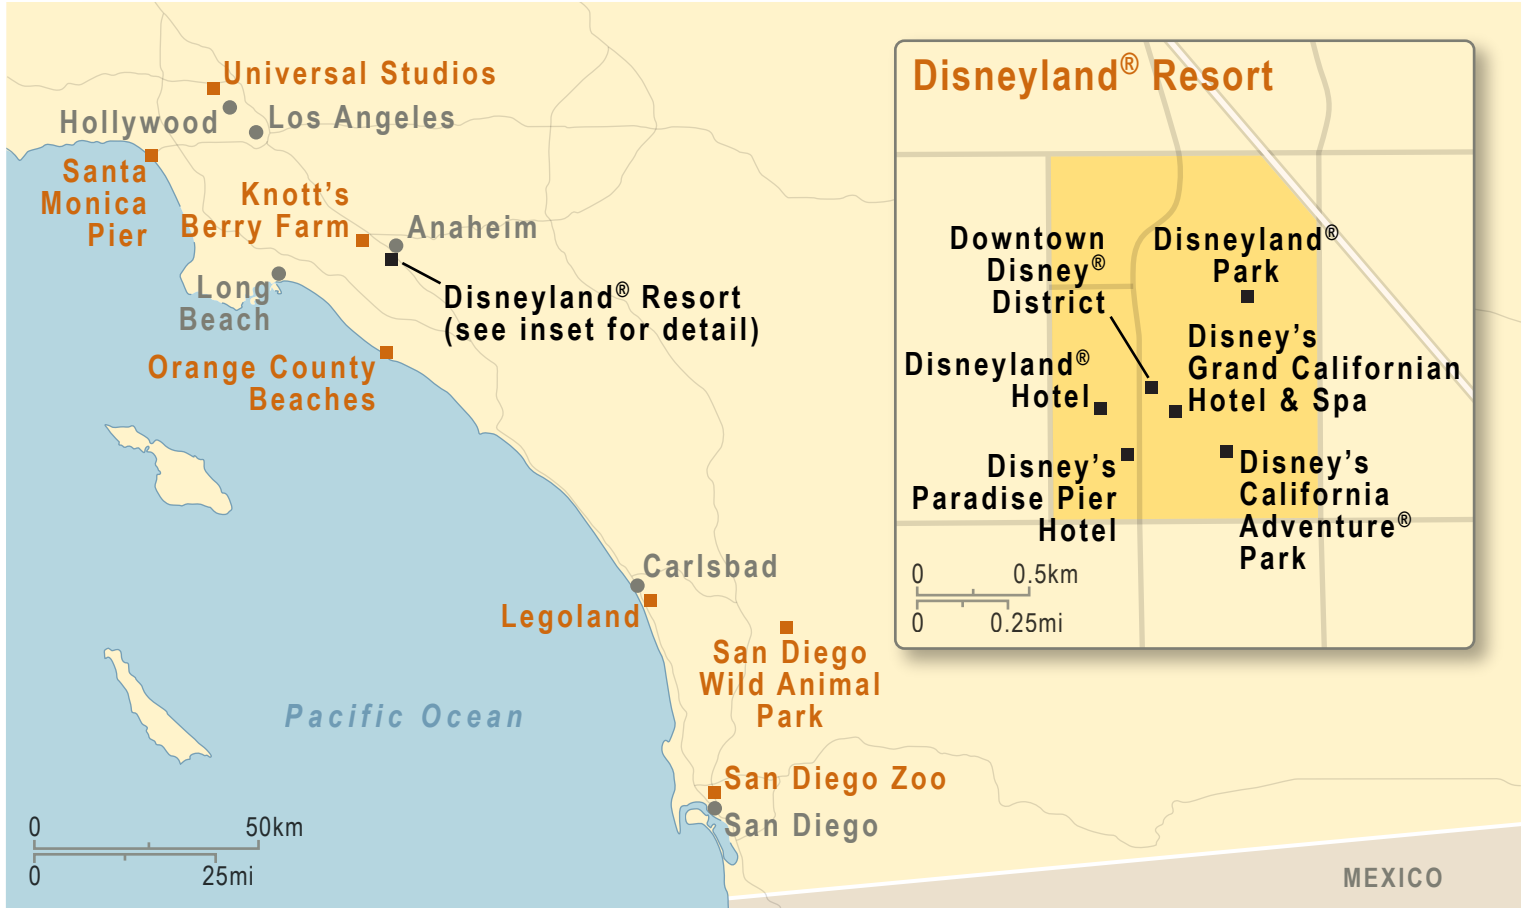 Universal Studios
Hollywood
Los Angeles
Santa
Monica
Pier
Knott's
Berry Farm
Anaheim
Long
Beach
Disneyland® Resort
(see inset for detail)
Orange County
Beaches
Carlsbad
Legoland
San Diego
Wild Animal
Park
Pacific Ocean
San Diego Zoo
San Diego
0 50km
0 25mi
MEXICO
Disneyland® Resort
Downtown
Disney®
District
Disneyland®
Park
Disneyland®
Hotel
Disney's
Grand Californian
Hotel & Spa
Disney's
Paradise Pier
Hotel
Disney's
California
Adventure®
Park
0 0.5km
0 0.25mi